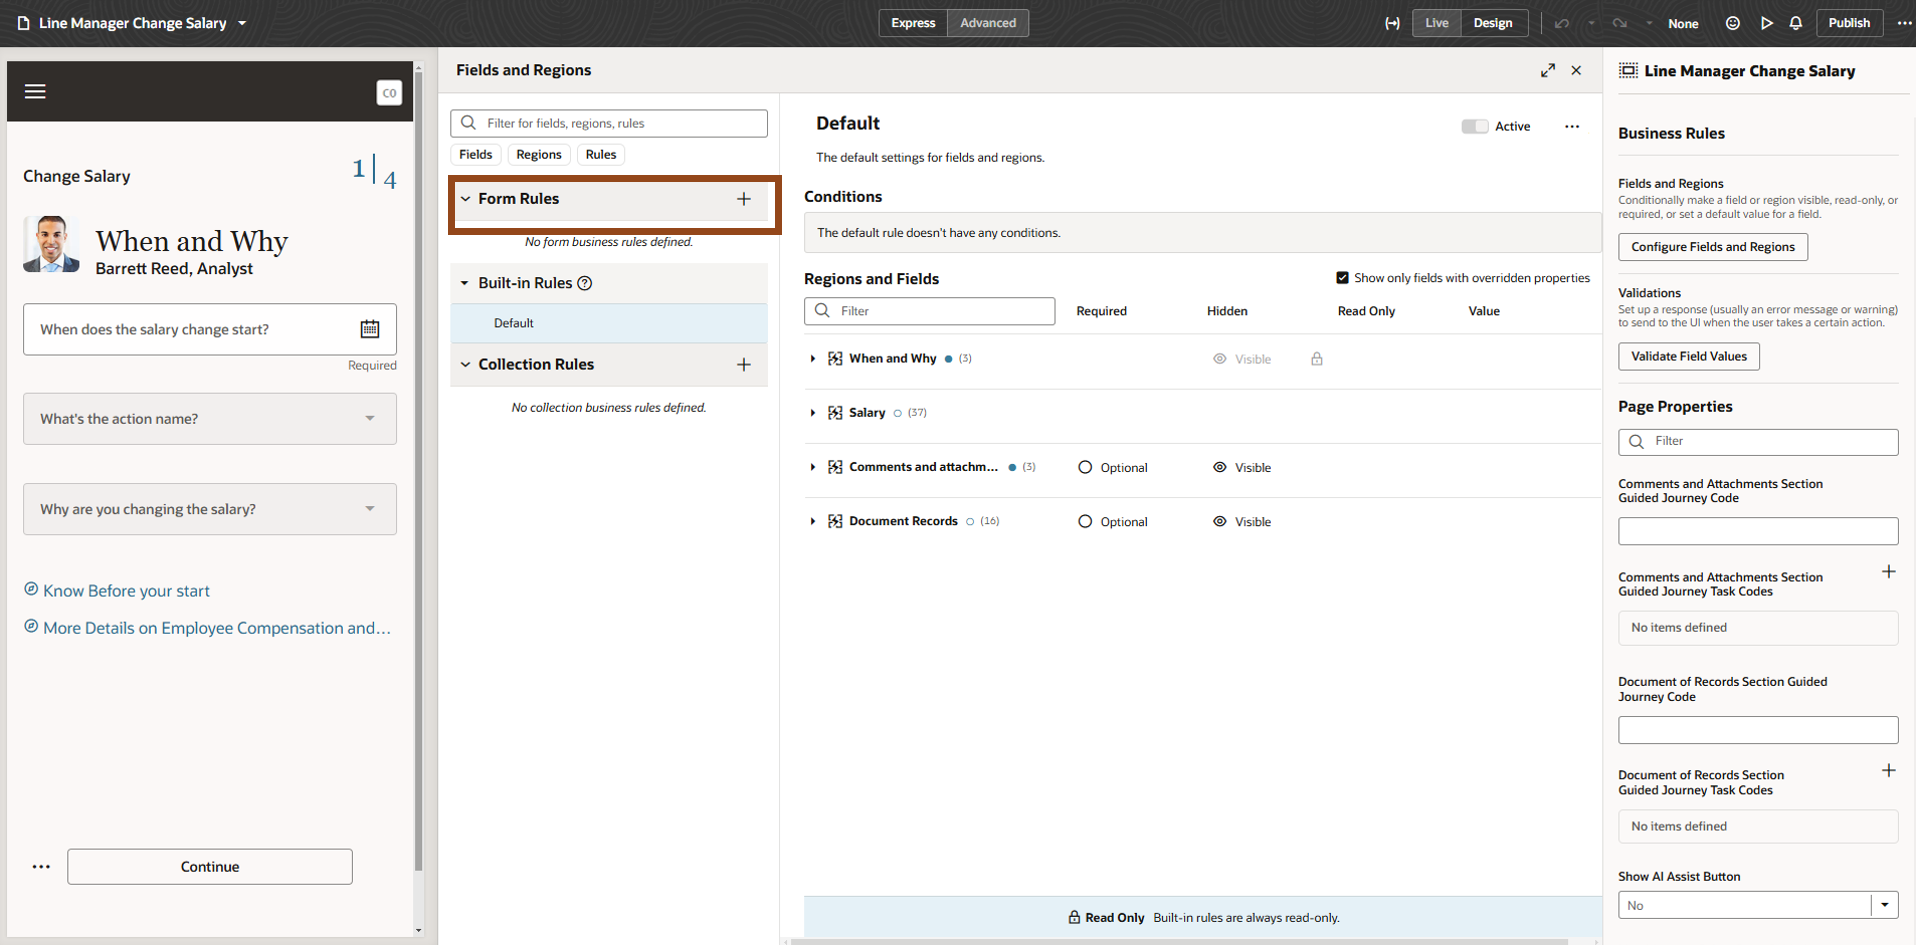 Line Manager Change Salary
Express
Advanced
Live
Design
None
Publish
CO
Change Salary
1
4
When and Why
Barrett Reed, Analyst
When does the salary change start?
Required
What's the action name?
Why are you changing the salary?
Know Before your start
More Details on Employee Compensation and...
Continue
Fields and Regions
Filter for fields, regions, rules
Fields
Regions
Rules
Form Rules
No form business rules defined.
Built-in Rules
Default
Collection Rules
No collection business rules defined.
Default
Active
The default settings for fields and regions.
Conditions
The default rule doesn't have any conditions.
Regions and Fields
Show only fields with overridden properties
Filter
Required
Hidden
Read Only
Value
When and Why (3)
Visible
Salary (37)
Comments and attachm... (3)
Optional
Visible
Document Records (16)
Optional
Visible
Read Only Built-in rules are always read-only.
Line Manager Change Salary
Business Rules
Fields and Regions
Conditionally make a field or region visible, read-only, or
required, or set a default value for a field.
Configure Fields and Regions
Validations
Set up a response (usually an error message or warning)
to send to the UI when the user takes a certain action.
Validate Field Values
Page Properties
Filter
Comments and Attachments Section
Guided Journey Code
Comments and Attachments Section
Guided Journey Task Codes
No items defined
Document of Records Section Guided
Journey Code
Document of Records Section
Guided Journey Task Codes
No items defined
Show AI Assist Button
No